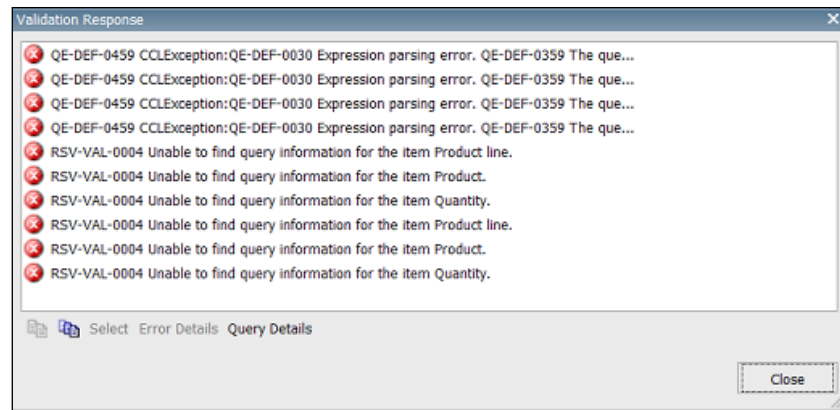 Validation Response
QE-DEF-0459 CCLException:QE-DEF-0030 Expression parsing error. QE-DEF-0359 The que...
QE-DEF-0459 CCLException:QE-DEF-0030 Expression parsing error. QE-DEF-0359 The que...
QE-DEF-0459 CCLException:QE-DEF-0030 Expression parsing error. QE-DEF-0359 The que...
QE-DEF-0459 CCLException:QE-DEF-0030 Expression parsing error. QE-DEF-0359 The que...
RSV-VAL-0004 Unable to find query information for the item Product line.
RSV-VAL-0004 Unable to find query information for the item Product.
RSV-VAL-0004 Unable to find query information for the item Quantity.
RSV-VAL-0004 Unable to find query information for the item Product line.
RSV-VAL-0004 Unable to find query information for the item Product.
RSV-VAL-0004 Unable to find query information for the item Quantity.
Select Error Details Query Details
Close